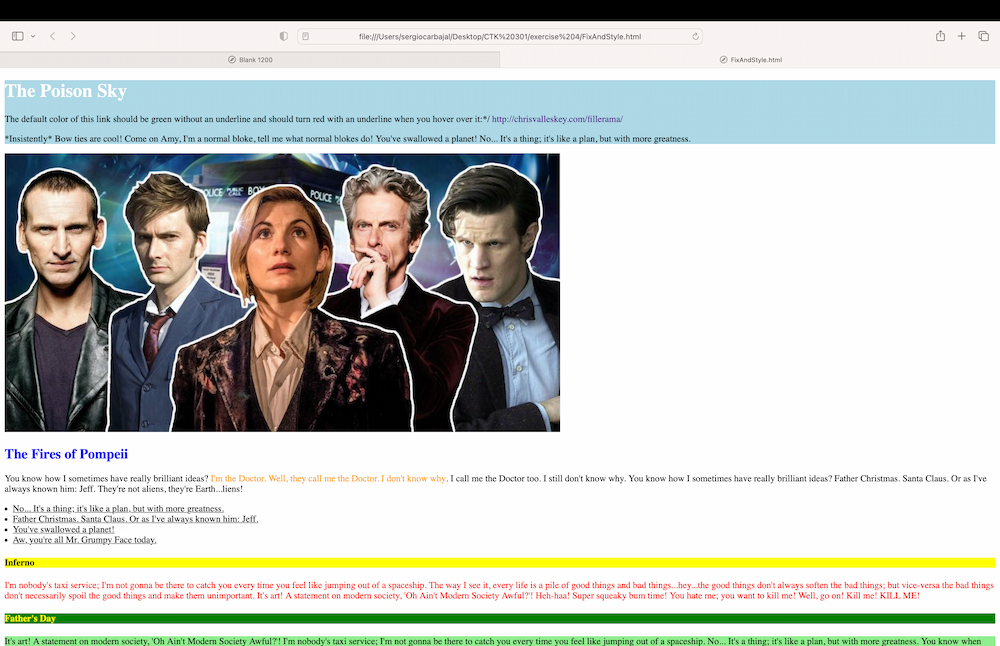 file:///Users/sergiocarbajal/Desktop/CTK%20301/exercise%204/FixAndStyle.html
Blank 1200
FixAndStyle.html
The Poison Sky
The default color of this link should be green without an underline and should turn red with an underline when you hover over it:*/ http://chrisvalleskey.com/fillerama/
*Insistently* Bow ties are cool! Come on Amy, I'm a normal bloke, tell me what normal blokes do! You've swallowed a planet! No... It's a thing; it's like a plan, but with more greatness.
POLICE
PUBLIC CALL
BOX
POLICE
The Fires of Pompeii
You know how I sometimes have really brilliant ideas? I'm the Doctor. Well, they call me the Doctor. I don't know why. I call me the Doctor too. I still don't know why. You know how I sometimes have really brilliant ideas? Father Christmas. Santa Claus. Or as I've
always known him: Jeff. They're not aliens, they're Earth...liens!
No... It's a thing; it's like a plan, but with more greatness.
Father Christmas. Santa Claus. Or as I've always known him: Jeff.
You've swallowed a planet!
Aw, you're all Mr. Grumpy Face today.
Inferno
I'm nobody's taxi service; I'm not gonna be there to catch you every time you feel like jumping out of a spaceship. The way I see it, every life is a pile of good things and bad things...hey...the good things don't always soften the bad things; but vice-versa the bad things
don't necessarily spoil the good things and make them unimportant. It's art! A statement on modern society, 'Oh Ain't Modern Society Awful?'! Heh-haa! Super squeaky bum time! You hate me; you want to kill me! Well, go on! Kill me! KILL ME!
Father's Day
It's art! A statement on modern society, 'Oh Ain't Modern Society Awful?'! I'm nobody's taxi service; I'm not gonna be there to catch you every time you feel like jumping out of a spaceship. No... It's a thing; it's like a plan, but with more greatness. You know when